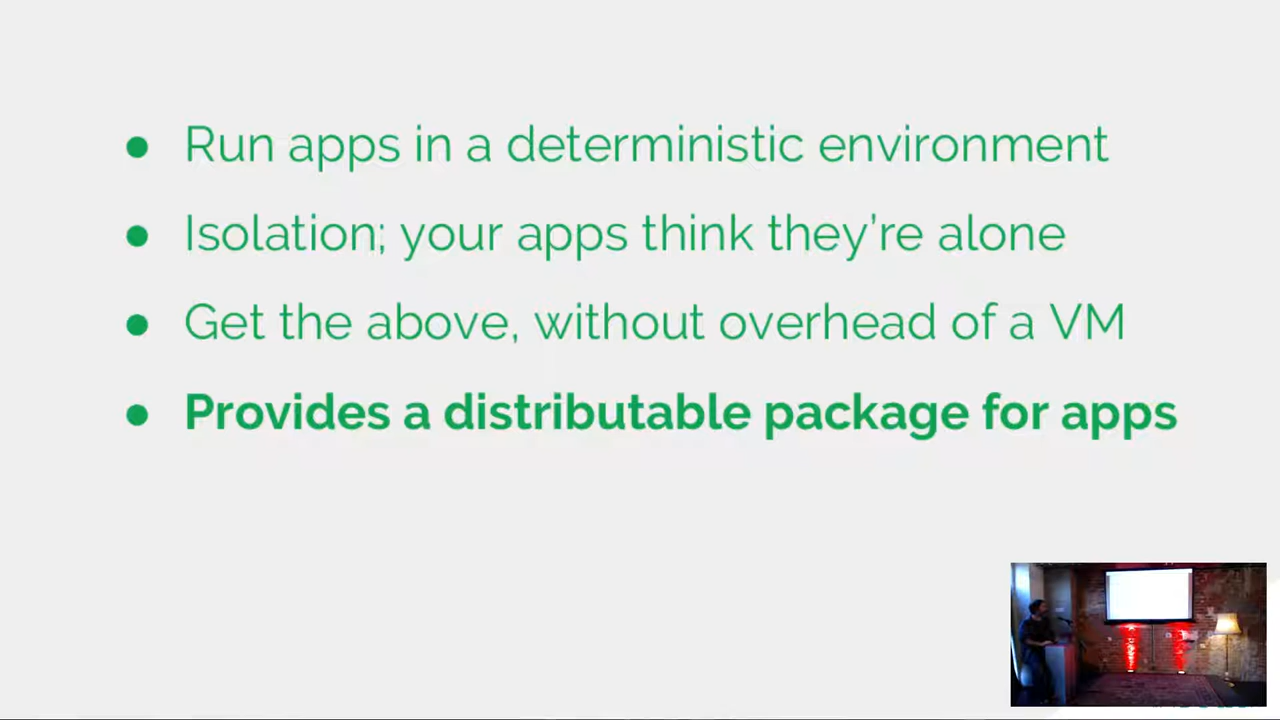 ● Run apps in a deterministic environment
● Isolation; your apps think they’re alone
● Get the above, without overhead of a VM
● Provides a distributable package for apps